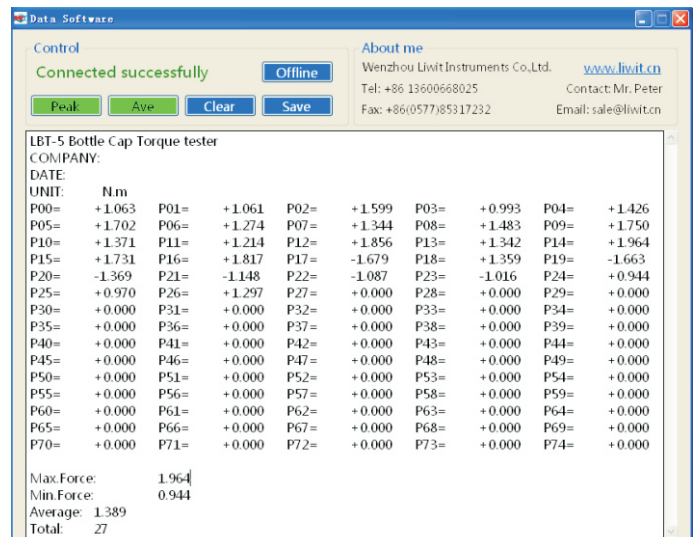 Data Software
Control
Connected successfully
Offline
Peak
Ave
Clear
Save
About me
Wenzhou Liwit Instruments Co.,Ltd. www.liwit.cn
Tel: +86 13600668025 Contact: Mr. Peter
Fax: +86(0577)85317232 Email: sale@liwit.cn
LBT-5 Bottle Cap Torque tester
COMPANY:
DATE:
UNIT: N.m
P00= +1.063 P01= +1.061 P02= +1.599 P03= +0.993 P04= +1.426
P05= +1.702 P06= +1.274 P07= +1.344 P08= +1.483 P09= +1.750
P10= +1.371 P11= +1.214 P12= +1.856 P13= +1.342 P14= +1.964
P15= +1.731 P16= +1.817 P17= -1.679 P18= +1.359 P19= -1.663
P20= -1.369 P21= -1.148 P22= -1.087 P23= -1.016 P24= +0.944
P25= +0.970 P26= +1.297 P27= +0.000 P28= +0.000 P29= +0.000
P30= +0.000 P31= +0.000 P32= +0.000 P33= +0.000 P34= +0.000
P35= +0.000 P36= +0.000 P37= +0.000 P38= +0.000 P39= +0.000
P40= +0.000 P41= +0.000 P42= +0.000 P43= +0.000 P44= +0.000
P45= +0.000 P46= +0.000 P47= +0.000 P48= +0.000 P49= +0.000
P50= +0.000 P51= +0.000 P52= +0.000 P53= +0.000 P54= +0.000
P55= +0.000 P56= +0.000 P57= +0.000 P58= +0.000 P59= +0.000
P60= +0.000 P61= +0.000 P62= +0.000 P63= +0.000 P64= +0.000
P65= +0.000 P66= +0.000 P67= +0.000 P68= +0.000 P69= +0.000
P70= +0.000 P71= +0.000 P72= +0.000 P73= +0.000 P74= +0.000
Max.Force: 1.964
Min.Force: 0.944
Average: 1.389
Total: 27